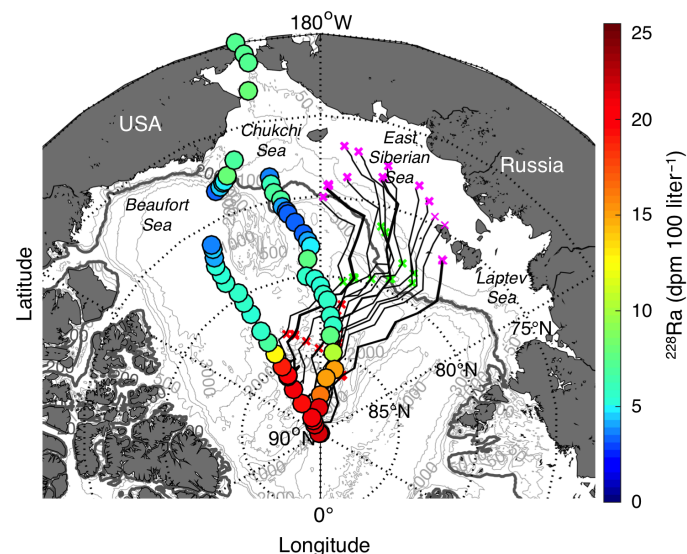 180°W
25
USA
50
Chukchi
Sea
East
Siberian
Sea
Russia
20
Beaufort
Sea
Latitude
15
Laptev
Sea
75°N
10
80°N
85°N
5
90°N
0
0°
Longitude
²²⁸Ra (dpm 100 liter⁻¹)